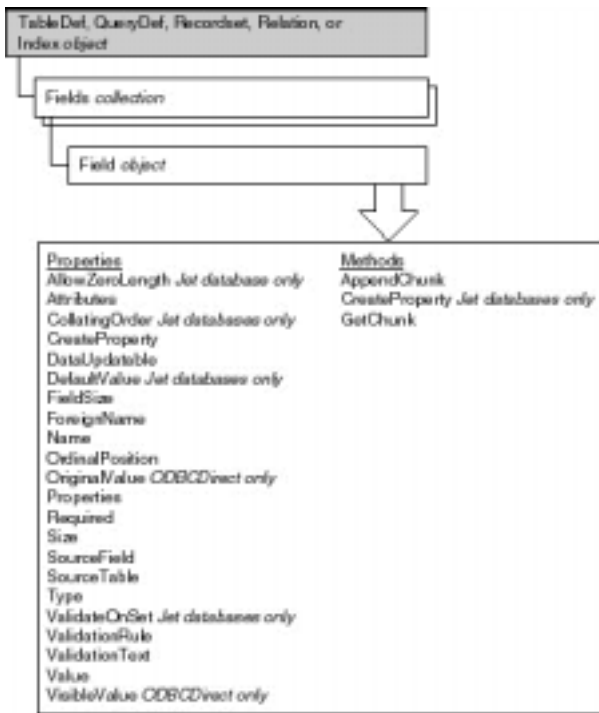 TableDef, QueryDef, Recordset, Relation, or
Index object
Fields collection
Field object
Properties
AllowZeroLength Jet database only
Attributes
CollatingOrder Jet databases only
CreateProperty
DataUpdatable
DefaultValue Jet databases only
FieldSize
ForeignName
Name
OrdinalPosition
OriginalValue ODBCDirect only
Properties
Required
Size
SourceField
SourceTable
Type
ValidateOnSet Jet databases only
ValidationRule
ValidationText
Value
VisibleValue ODBCDirect only
Methods
AppendChunk
CreateProperty Jet databases only
GetChunk